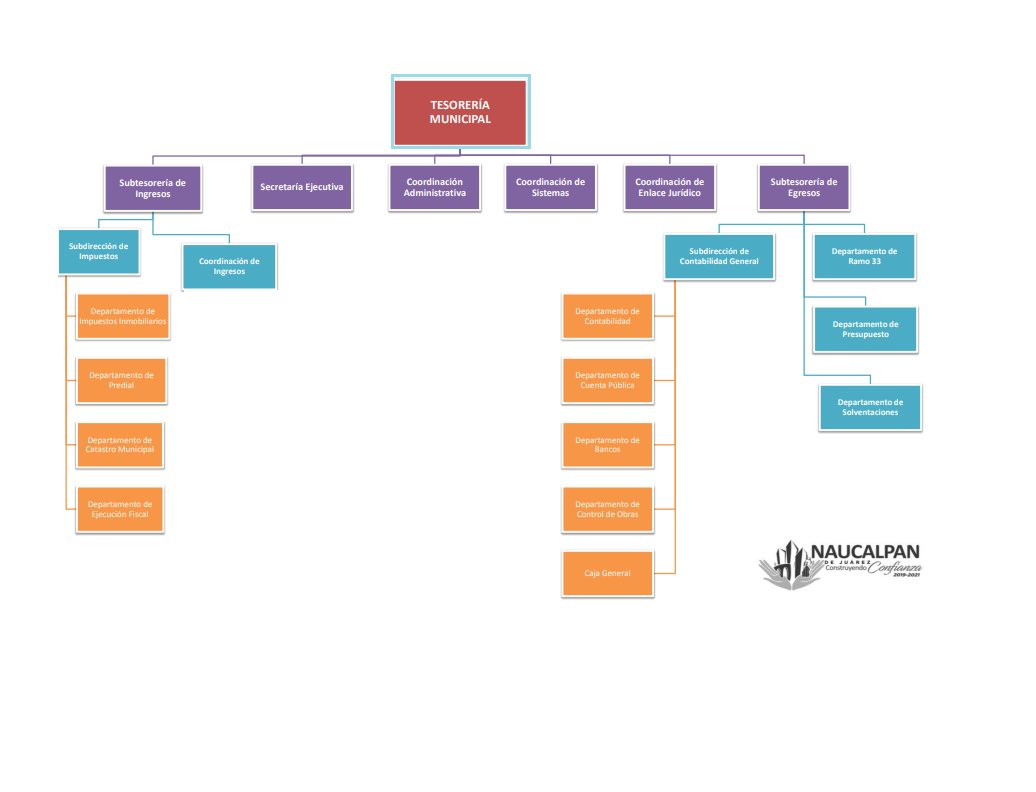 TESORERÍA
MUNICIPAL
Subtesorería de
Ingresos
Secretaría Ejecutiva
Coordinación
Administrativa
Coordinación de
Sistemas
Coordinación de
Enlace Jurídico
Subtesorería de
Egresos
Subdirección de
Impuestos
Coordinación de
Ingresos
Subdirección de
Contabilidad General
Departamento de
Ramo 33
Departamento de
Impuestos Inmobiliarios
Departamento de
Predial
Departamento de
Catastro Municipal
Departamento de
Ejecución Fiscal
Departamento de
Contabilidad
Departamento de
Cuenta Pública
Departamento de
Bancos
Departamento de
Control de Obras
Caja General
Departamento de
Presupuesto
Departamento de
Solventaciones
NAUCALPAN
DE JUÁREZ
Construyendo Confianza
2019-2021